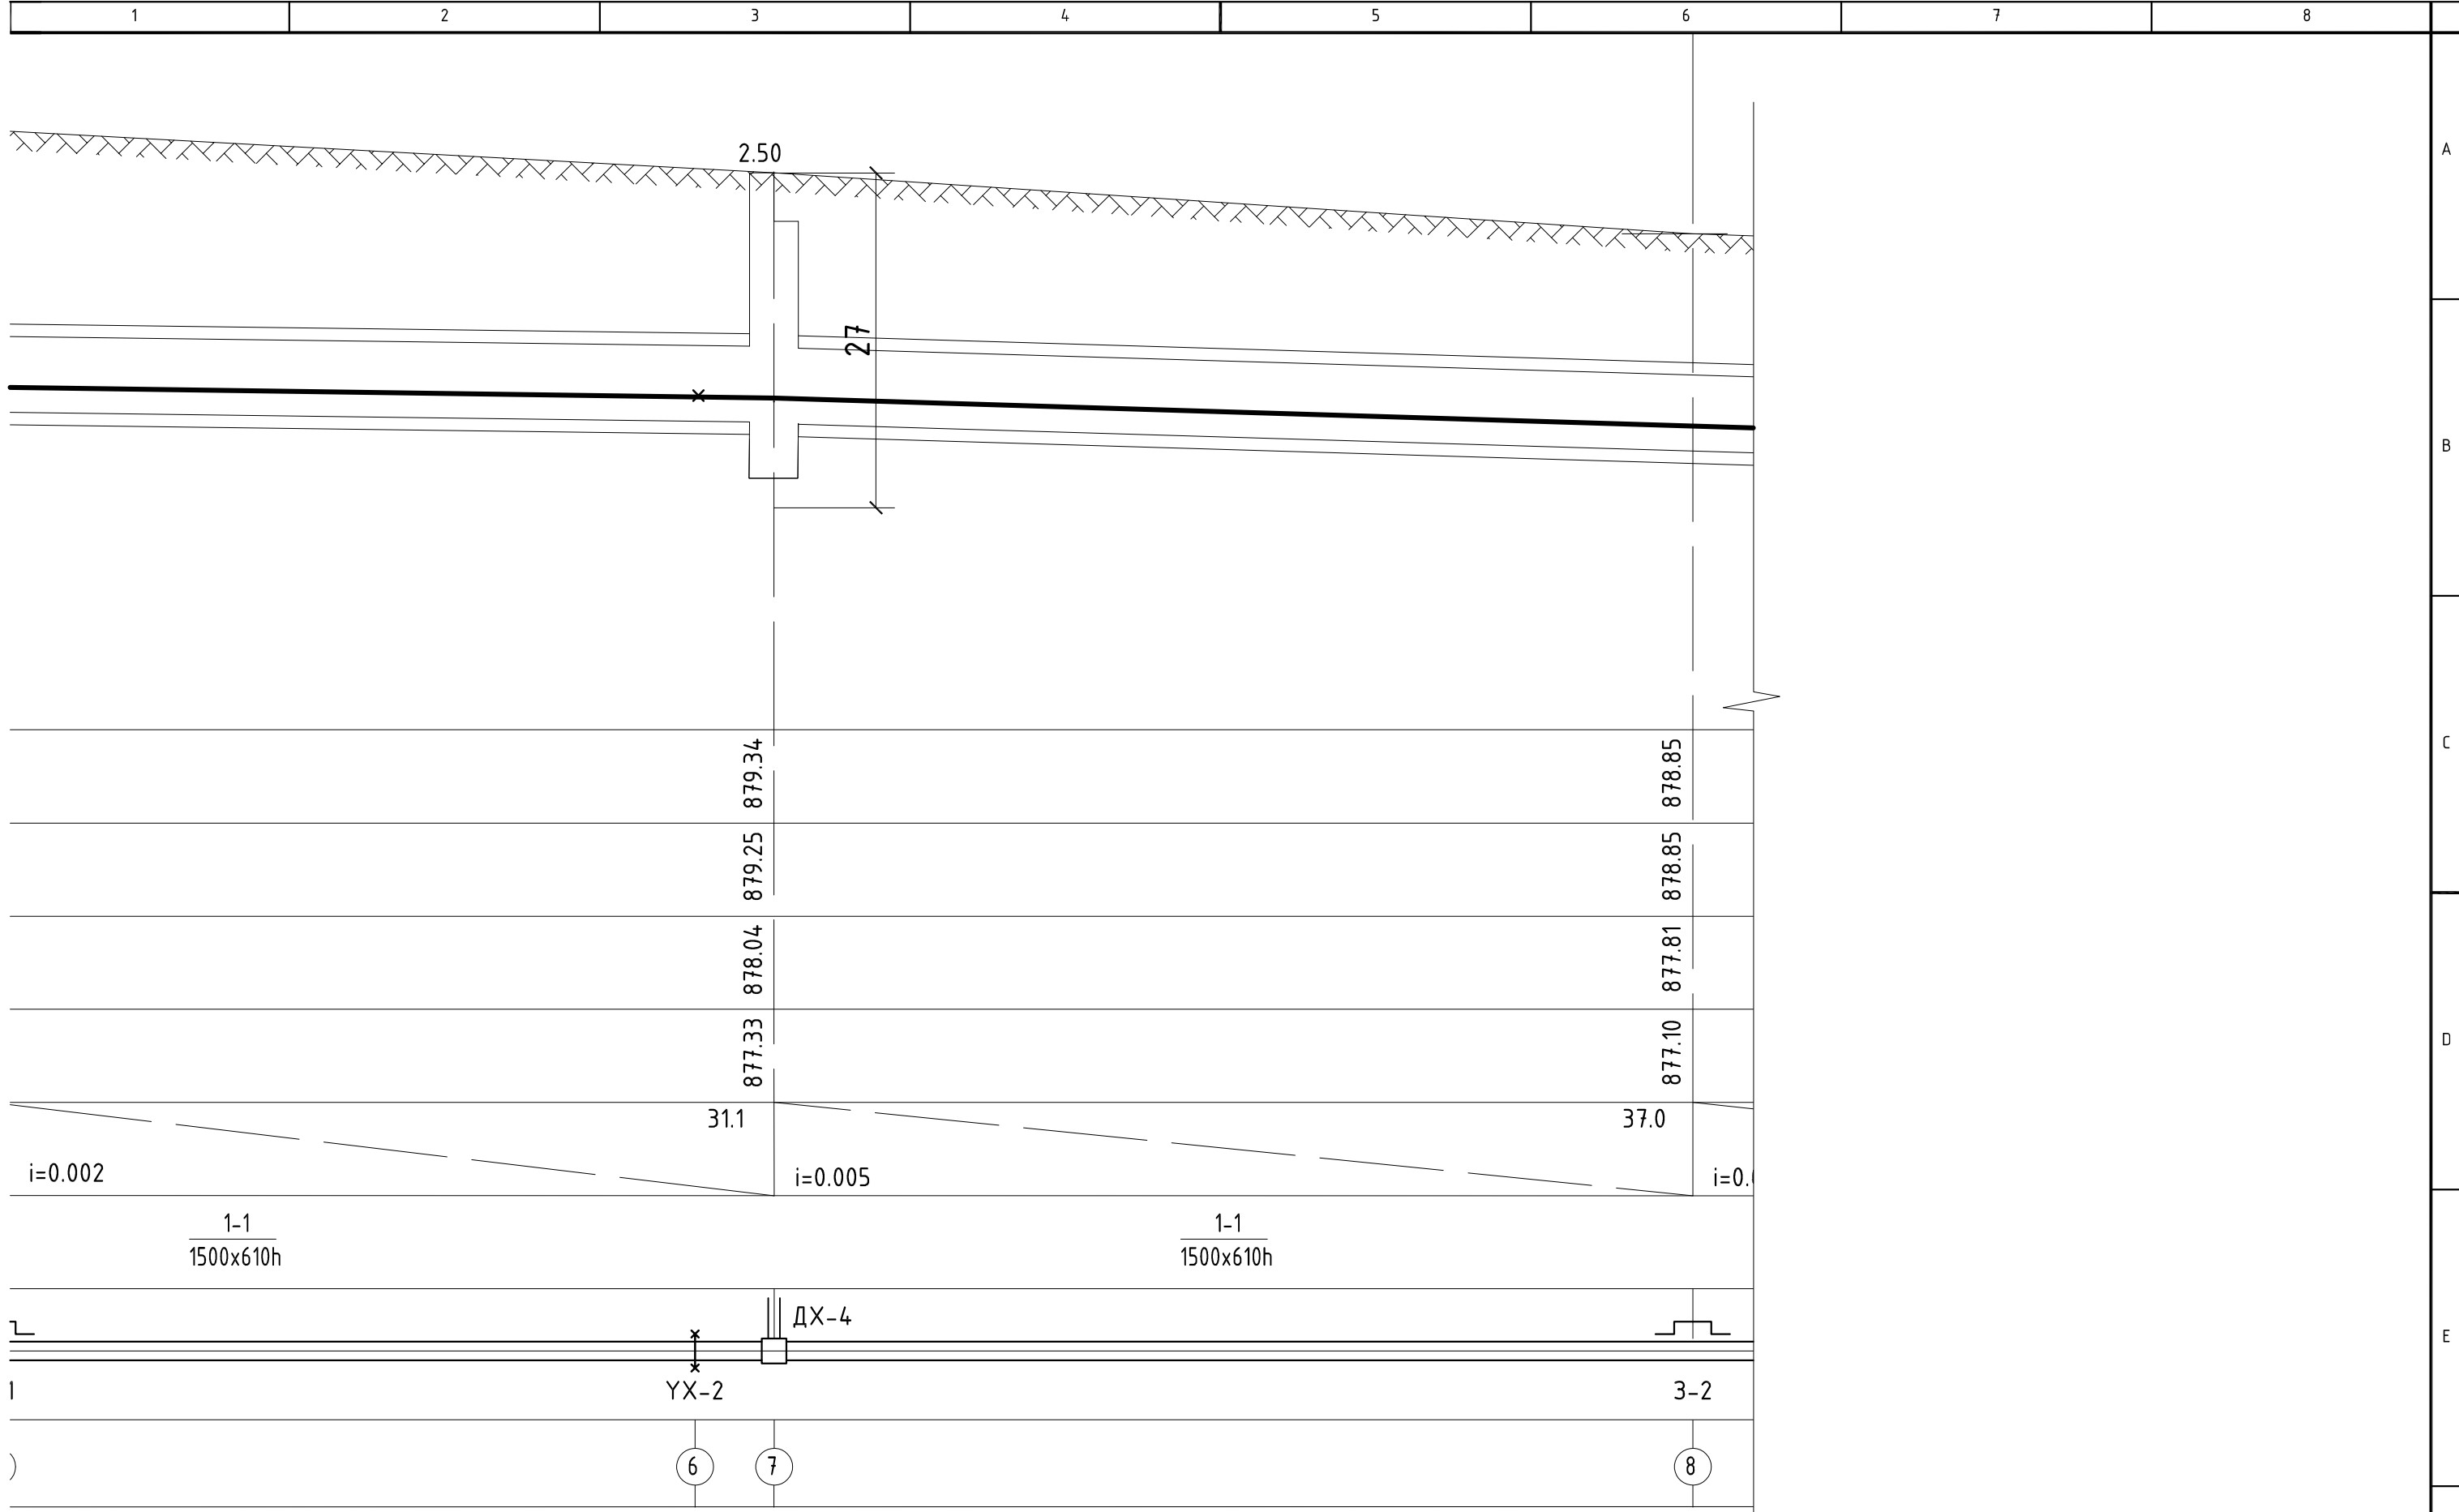 1 2 3 4 5 6 7 8
A
2.50
27
B
879.34 878.85
C
879.25 878.85
878.04 877.81
877.33 877.10
D
31.1 37.0
i=0.002 i=0.005
1-1 1-1
1500x610h 1500x610h
ДХ-4
E
YX-2 3-2
6 7 8